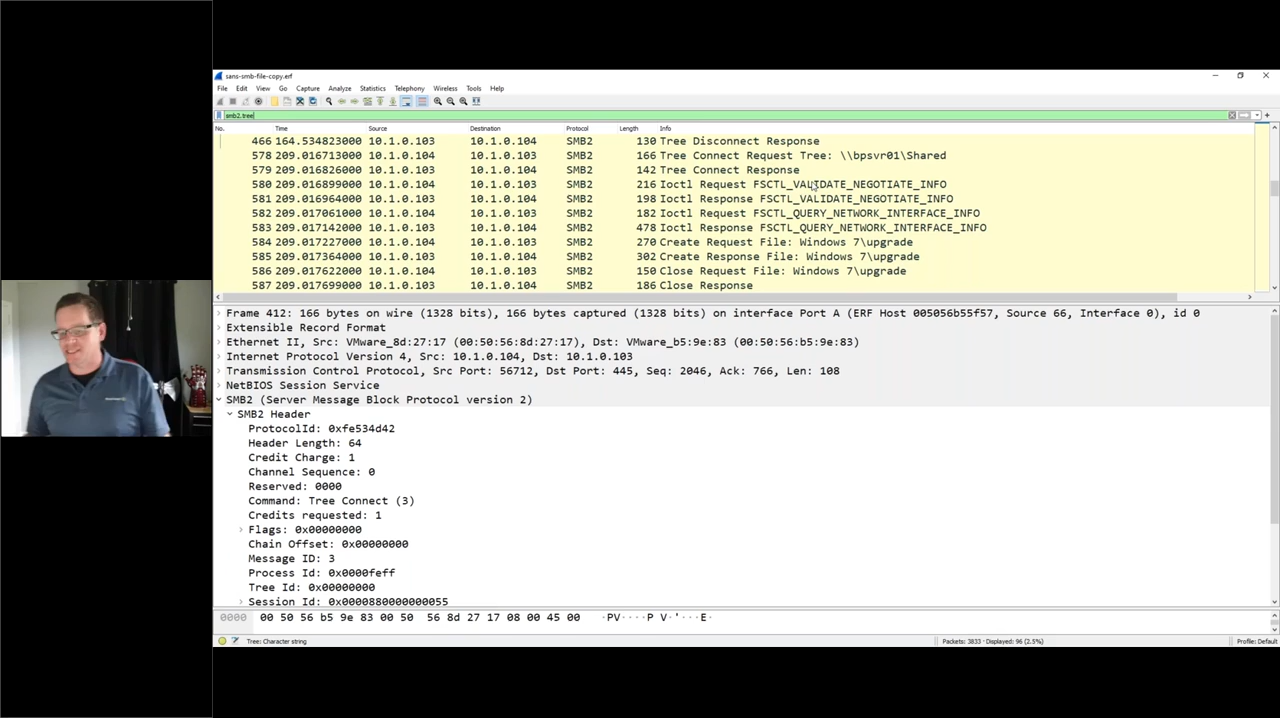 sans-smb-file-copy.erf
File Edit View Go Capture Analyze Statistics Telephony Wireless Tools Help
smb2.tree
No. Time Source Destination Protocol Length Info
466 164.534823000 10.1.0.103 10.1.0.104 SMB2 130 Tree Disconnect Response
578 209.016713000 10.1.0.104 10.1.0.103 SMB2 166 Tree Connect Request Tree: \\bpsvr01\Shared
579 209.016826000 10.1.0.103 10.1.0.104 SMB2 142 Tree Connect Response
580 209.016899000 10.1.0.104 10.1.0.103 SMB2 216 Ioctl Request FSCTL_VALIDATE_NEGOTIATE_INFO
581 209.016964000 10.1.0.103 10.1.0.104 SMB2 198 Ioctl Response FSCTL_VALIDATE_NEGOTIATE_INFO
582 209.017061000 10.1.0.104 10.1.0.103 SMB2 182 Ioctl Request FSCTL_QUERY_NETWORK_INTERFACE_INFO
583 209.017142000 10.1.0.103 10.1.0.104 SMB2 478 Ioctl Response FSCTL_QUERY_NETWORK_INTERFACE_INFO
584 209.017227000 10.1.0.104 10.1.0.103 SMB2 270 Create Request File: Windows 7\upgrade
585 209.017364000 10.1.0.103 10.1.0.104 SMB2 302 Create Response File: Windows 7\upgrade
586 209.017622000 10.1.0.104 10.1.0.103 SMB2 150 Close Request File: Windows 7\upgrade
587 209.017699000 10.1.0.103 10.1.0.104 SMB2 186 Close Response
Frame 412: 166 bytes on wire (1328 bits), 166 bytes captured (1328 bits) on interface Port A (ERF Host 005056b55f57, Source 66, Interface 0), id 0
Extensible Record Format
Ethernet II, Src: VMware_8d:27:17 (00:50:56:8d:27:17), Dst: VMware_b5:9e:83 (00:50:56:b5:9e:83)
Internet Protocol Version 4, Src: 10.1.0.104, Dst: 10.1.0.103
Transmission Control Protocol, Src Port: 56712, Dst Port: 445, Seq: 2046, Ack: 766, Len: 108
NetBIOS Session Service
SMB2 (Server Message Block Protocol version 2)
SMB2 Header
ProtocolId: 0xfe534d42
Header Length: 64
Credit Charge: 1
Channel Sequence: 0
Reserved: 0000
Command: Tree Connect (3)
Credits requested: 1
Flags: 0x00000000
Chain Offset: 0x00000000
Message ID: 3
Process Id: 0x0000feff
Tree Id: 0x00000000
Session Id: 0x0000880000000055
0000 00 50 56 b5 9e 83 00 50 56 8d 27 17 08 00 45 00 ·PV····P V·'···E·
Tree: Character string Packets: 3833 · Displayed: 96 (2.5%) Profile: Default